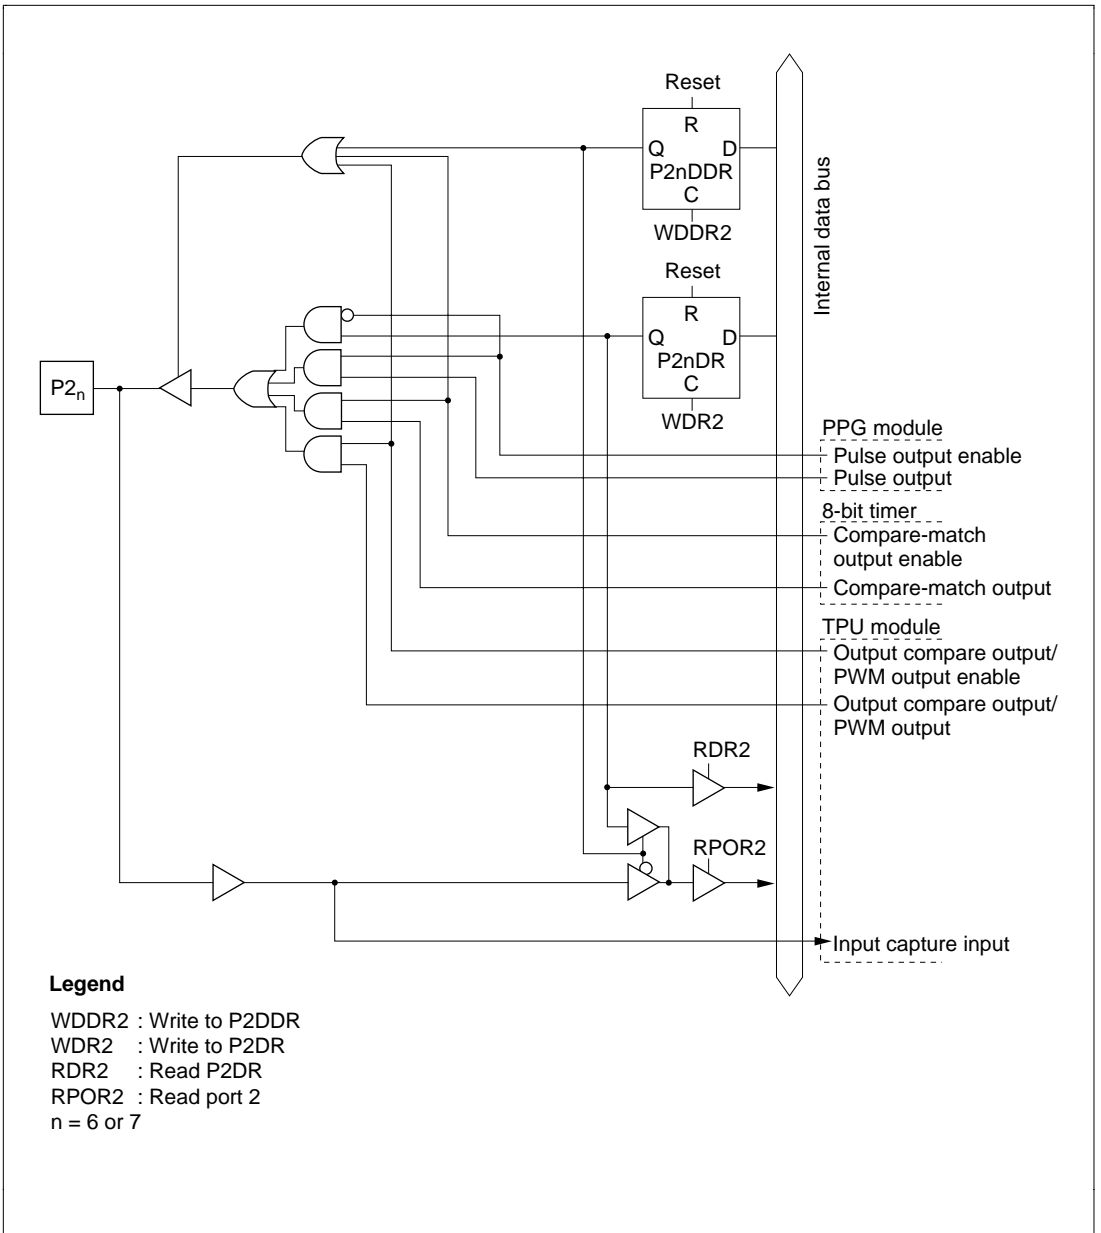 Reset
R
Q D
P2nDDR
C
WDDR2
Internal data bus
Reset
R
Q D
P2nDR
C
WDR2
P2n
PPG module
Pulse output enable
Pulse output
8-bit timer
Compare-match
output enable
Compare-match output
TPU module
Output compare output/
PWM output enable
Output compare output/
PWM output
RDR2
RPOR2
Input capture input
Legend
WDDR2 : Write to P2DDR
WDR2 : Write to P2DR
RDR2 : Read P2DR
RPOR2 : Read port 2
n = 6 or 7